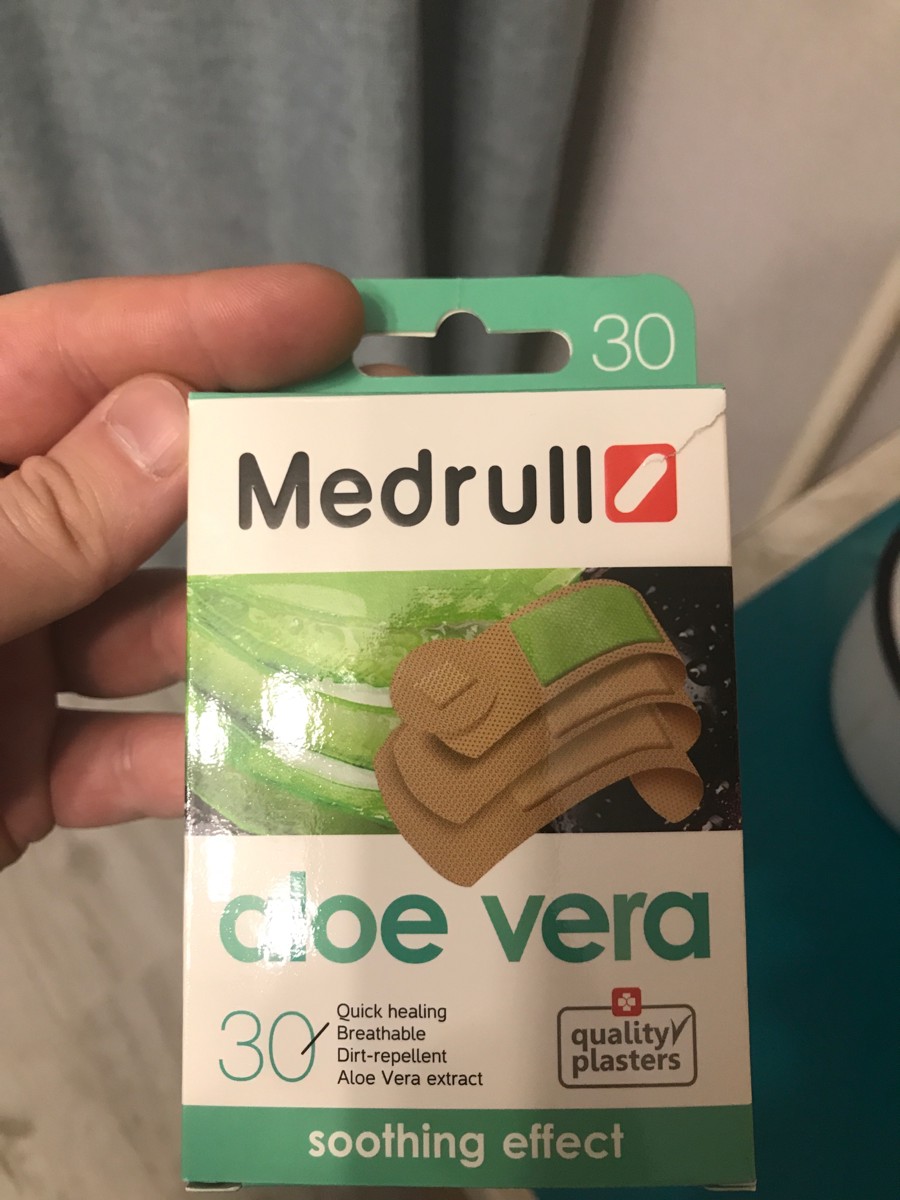 30
Medrull
aloe vera
30
Quick healing
Breathable
Dirt-repellent
Aloe Vera extract
quality
plasters
soothing effect